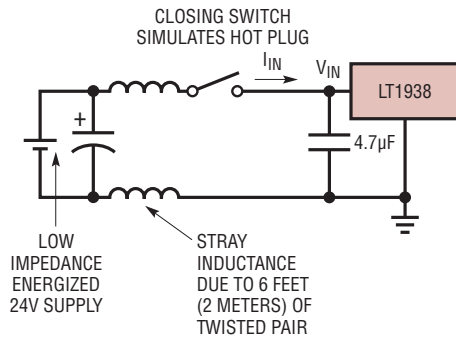 CLOSING SWITCH
SIMULATES HOT PLUG
IIN
VIN
LT1938
+
4.7µF
LOW
IMPEDANCE
ENERGIZED
24V SUPPLY
STRAY
INDUCTANCE
DUE TO 6 FEET
(2 METERS) OF
TWISTED PAIR